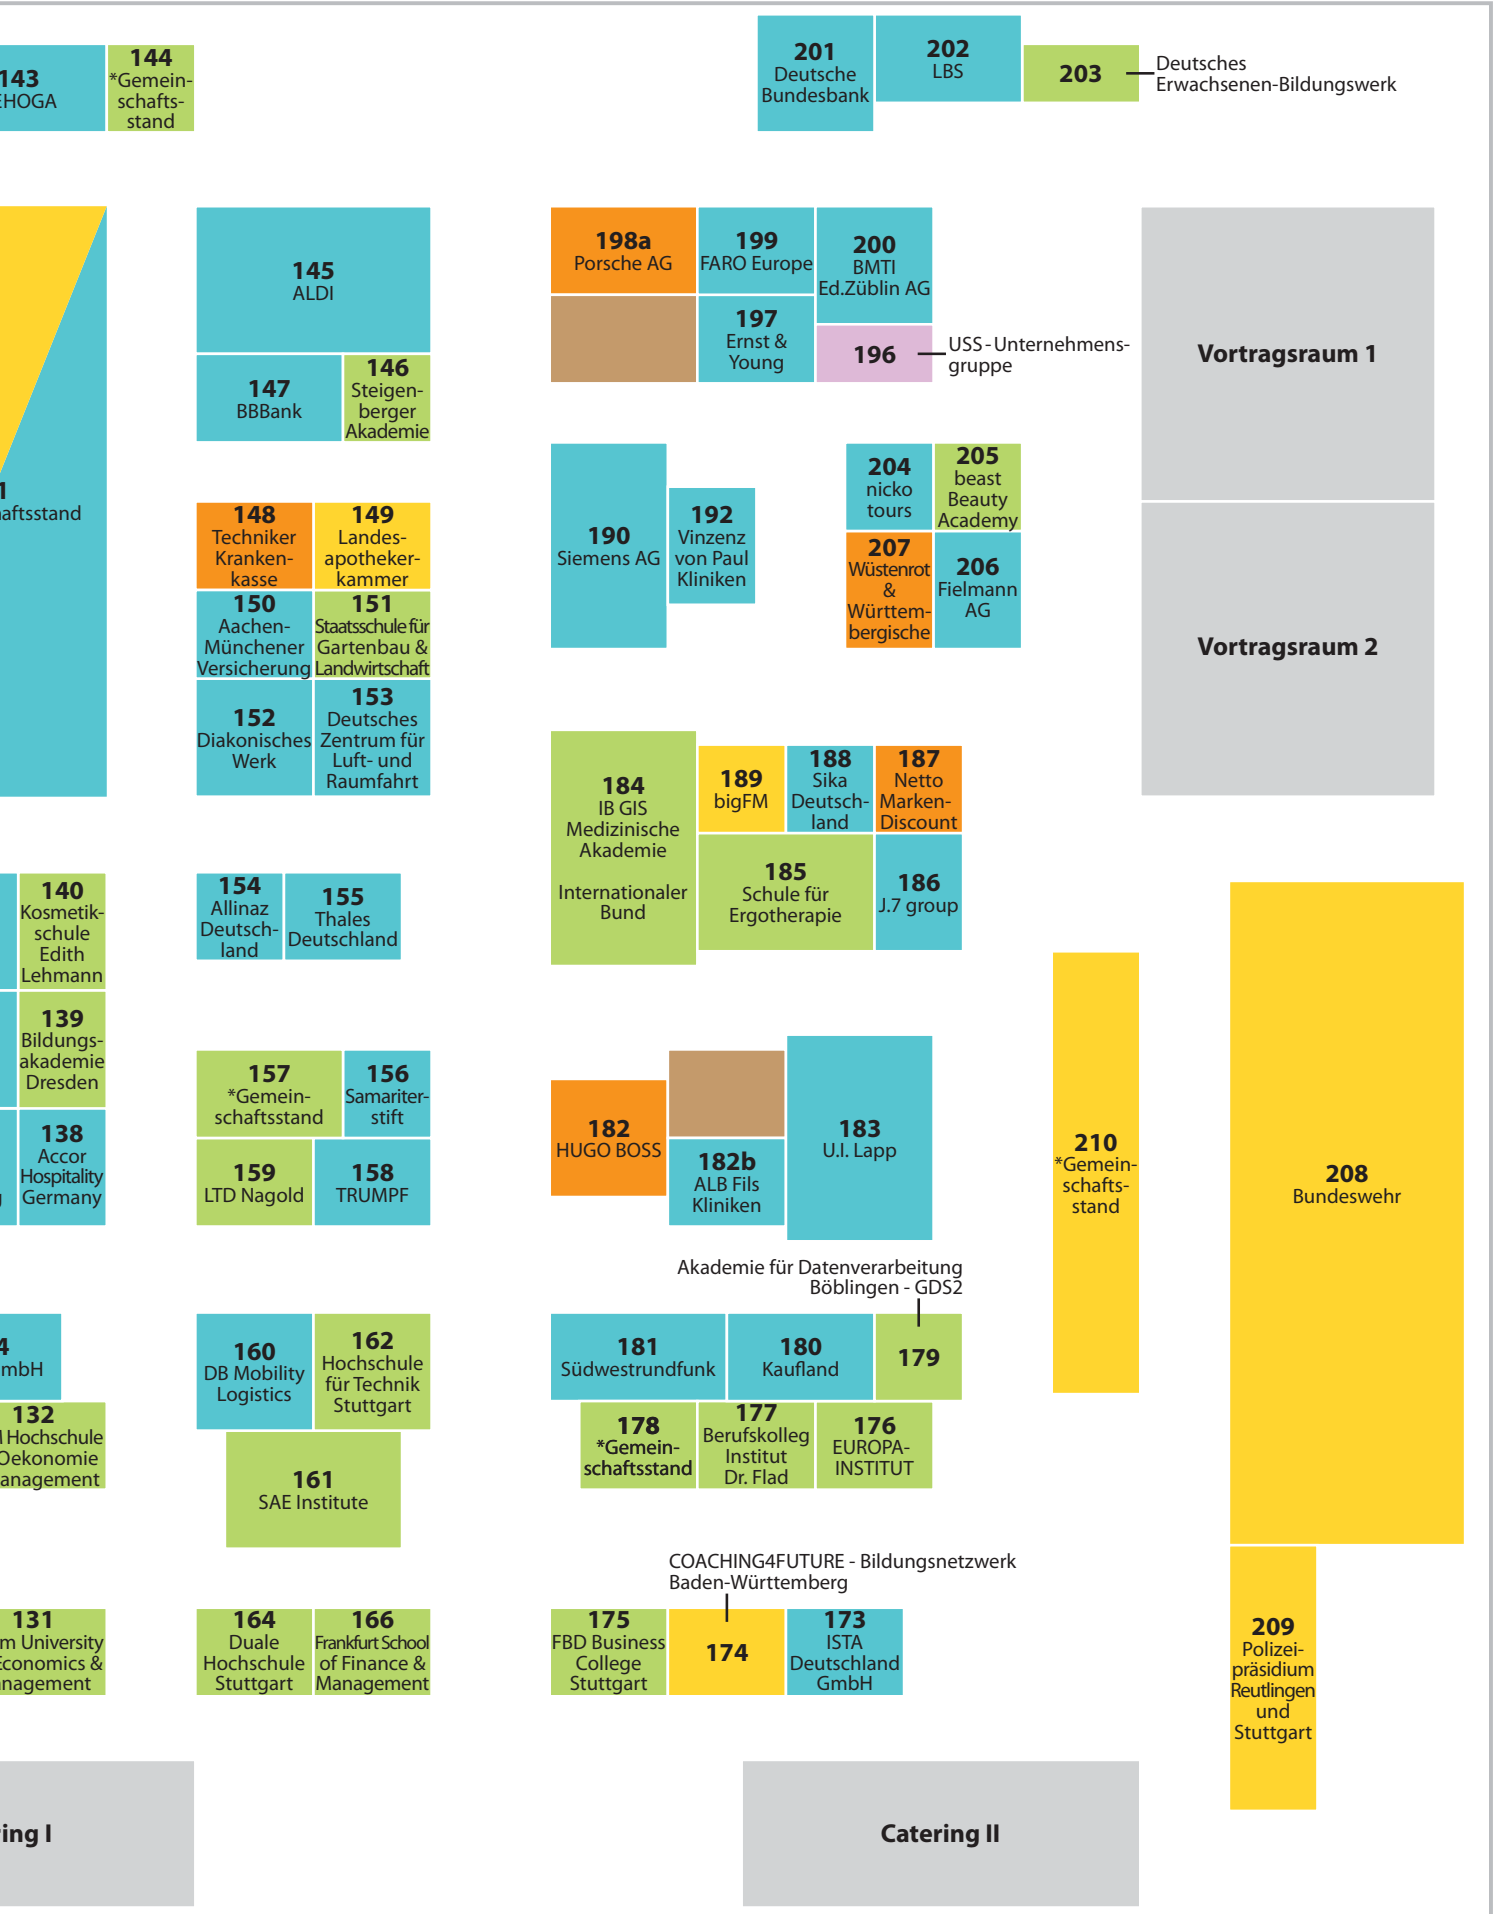 143
EHOGA
144
*Gemein-
schafts-
stand
201
Deutsche
Bundesbank
202
LBS
203
Deutsches
Erwachsenen-Bildungswerk
145
ALDI
147
BBBank
146
Steigen-
berger
Akademie
198a
Porsche AG
199
FARO Europe
200
BMTI
Ed.Züblin AG
197
Ernst &
Young
196
USS-Unternehmens-
gruppe
Vortragsraum 1
1
aftsstand
148
Techniker
Kranken-
kasse
149
Landes-
apotheker-
kammer
150
Aachen-
Münchener
Versicherung
151
Staatsschule für
Gartenbau &
Landwirtschaft
152
Diakonisches
Werk
153
Deutsches
Zentrum für
Luft- und
Raumfahrt
190
Siemens AG
192
Vinzenz
von Paul
Kliniken
204
nicko
tours
205
beast
Beauty
Academy
207
Wüstenrot
&
Württem-
bergische
206
Fielmann
AG
Vortragsraum 2
184
IB GIS
Medizinische
Akademie
Internationaler
Bund
189
bigFM
188
Sika
Deutsch-
land
187
Netto
Marken-
Discount
185
Schule für
Ergotherapie
186
J.7 group
140
Kosmetik-
schule
Edith
Lehmann
139
Bildungs-
akademie
Dresden
138
Accor
Hospitality
Germany
g
154
Allinaz
Deutsch-
land
155
Thales
Deutschland
157
*Gemein-
schaftsstand
156
Samariter-
stift
159
LTD Nagold
158
TRUMPF
182
HUGO BOSS
182b
ALB Fils
Kliniken
183
U.I. Lapp
210
*Gemein-
schafts-
stand
208
Bundeswehr
Akademie für Datenverarbeitung
Böblingen - GDS2
4
mbH
132
M Hochschule
Oekonomie
anagement
160
DB Mobility
Logistics
162
Hochschule
für Technik
Stuttgart
161
SAE Institute
181
Südwestrundfunk
180
Kaufland
179
178
*Gemein-
schaftsstand
177
Berufskolleg
Institut
Dr. Flad
176
EUROPA-
INSTITUT
COACHING4FUTURE - Bildungsnetzwerk
Baden-Württemberg
131
m University
Economics &
nagement
164
Duale
Hochschule
Stuttgart
166
Frankfurt School
of Finance &
Management
175
FBD Business
College
Stuttgart
174
173
ISTA
Deutschland
GmbH
209
Polizei-
präsidium
Reutlingen
und
Stuttgart
ring I
Catering II